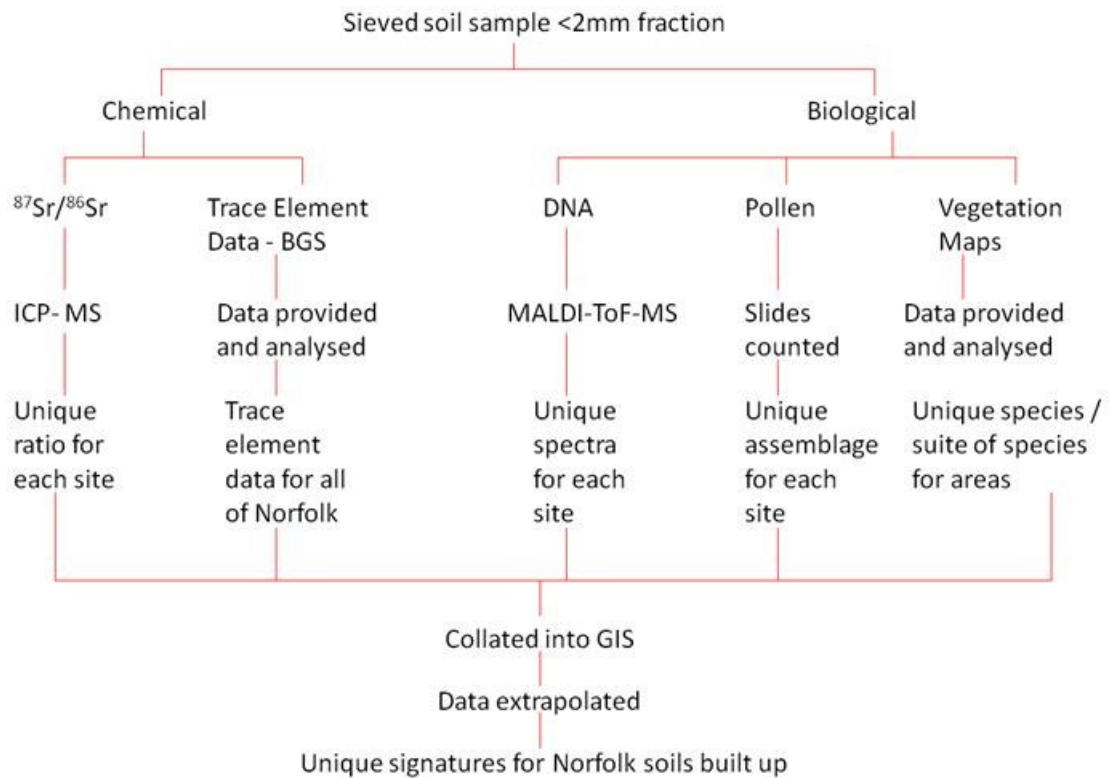 Sieved soil sample <2mm fraction
Chemical
Biological
⁸⁷Sr/⁸⁶Sr
Trace Element
Data - BGS
DNA
Pollen
Vegetation
Maps
ICP- MS
Data provided
and analysed
MALDI-ToF-MS
Slides
counted
Data provided
and analysed
Unique
ratio for
each site
Trace
element
data for all
of Norfolk
Unique
spectra
for each
site
Unique
assemblage
for each
site
Unique species /
suite of species
for areas
Collated into GIS
Data extrapolated
Unique signatures for Norfolk soils built up